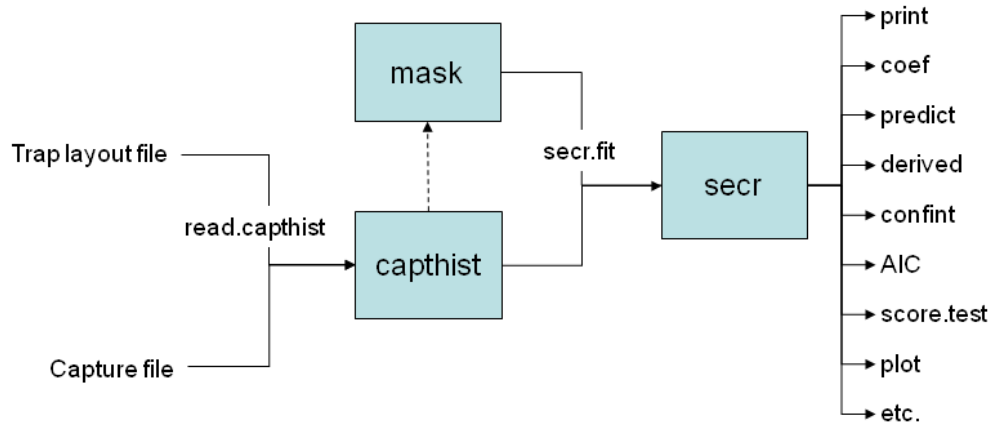 mask
Trap layout file
read.capthist
capthist
Capture file
secr.fit
secr
print
coef
predict
derived
confint
AIC
score.test
plot
etc.